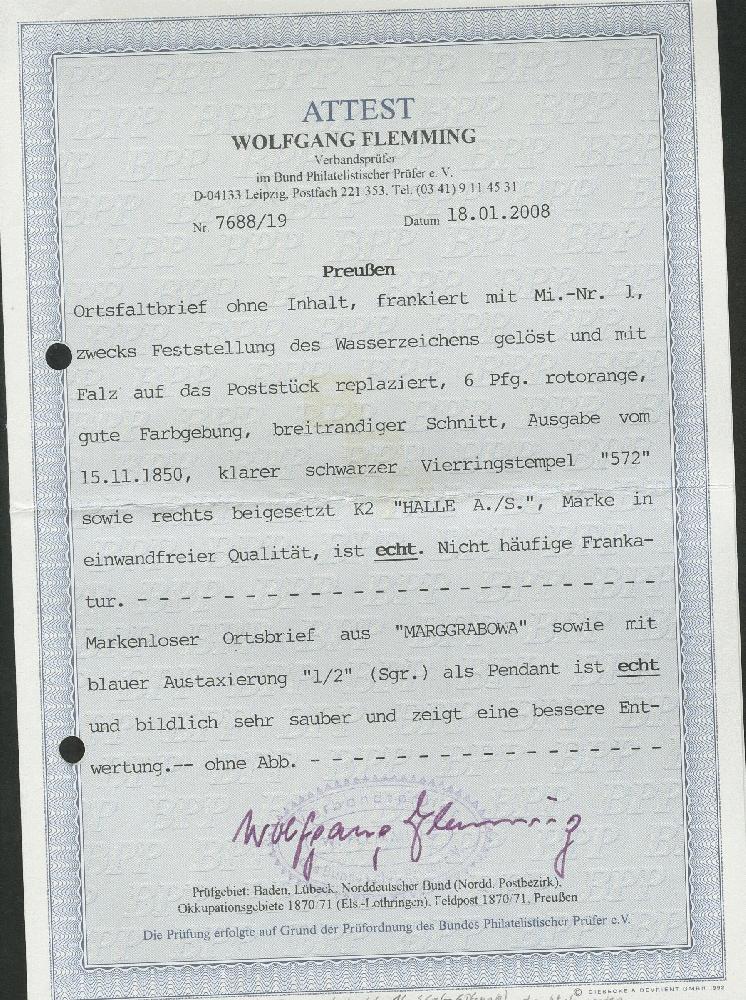 ATTEST
WOLFGANG FLEMMING
Verbandsprüfer
im Bund Philatelistischer Prüfer e. V.
D-04133 Leipzig, Postfach 221 353, Tel. (03 41) 9 11 45 31
Nr. 7688/19 Datum 18.01.2008
Preußen
Ortsfaltbrief ohne Inhalt, frankiert mit Mi.-Nr. 1,
zwecks Feststellung des Wasserzeichens gelöst und mit
Falz auf das Poststück replaziert, 6 Pfg. rotorange,
gute Farbgebung, breitrandiger Schnitt, Ausgabe vom
15.11.1850, klarer schwarzer Vierringstempel "572"
sowie rechts beigesetzt K2 "HALLE A./S.", Marke in
einwandfreier Qualität, ist echt. Nicht häufige Franka-
tur. - - - - - - - - - - - - - - - - - - - - - - - - -
Markenloser Ortsbrief aus "MARGGRABOWA" sowie mit
blauer Austaxierung "1/2" (Sgr.) als Pendant ist echt
und bildlich sehr sauber und zeigt eine bessere Ent-
wertung.-- ohne Abb. - - - - - - - - - - - - - - - - -
Wolfgang Flemming
Prüfgebiet: Baden, Lübeck, Norddeutscher Bund (Nordd. Postbezirk),
Okkupationsgebiete 1870/71 (Els.-Lothringen), Feldpost 1870/71, Preußen
Die Prüfung erfolgte auf Grund der Prüfordnung des Bundes Philatelistischer Prüfer e.V.
© GIESECKE & DEVRIENT GMBH 1992